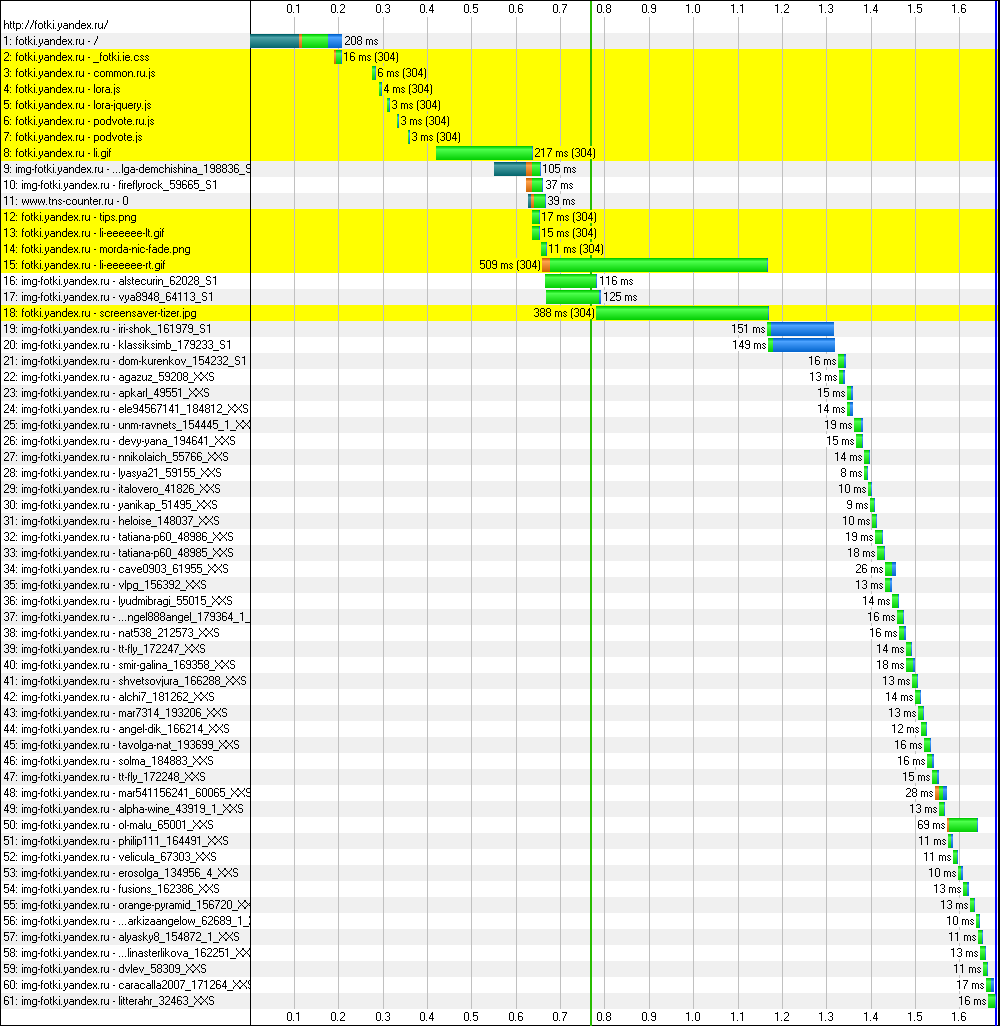 0.1 0.2 0.3 0.4 0.5 0.6 0.7 0.8 0.9 1.0 1.1 1.2 1.3 1.4 1.5 1.6
http://fotki.yandex.ru/
1: fotki.yandex.ru - / 208 ms
2: fotki.yandex.ru - _fotki.ie.css 16 ms (304)
3: fotki.yandex.ru - common.ru.js 6 ms (304)
4: fotki.yandex.ru - lora.js 4 ms (304)
5: fotki.yandex.ru - lora-jquery.js 3 ms (304)
6: fotki.yandex.ru - podvote.ru.js 3 ms (304)
7: fotki.yandex.ru - podvote.js 3 ms (304)
8: fotki.yandex.ru - li.gif 217 ms (304)
9: img-fotki.yandex.ru - ...lga-demchishina_198836_S 105 ms
10: img-fotki.yandex.ru - fireflyrock_59665_S1 37 ms
11: www.tns-counter.ru - 0 39 ms
12: fotki.yandex.ru - tips.png 17 ms (304)
13: fotki.yandex.ru - li-eeeeee-lt.gif 15 ms (304)
14: fotki.yandex.ru - morda-nic-fade.png 11 ms (304)
15: fotki.yandex.ru - li-eeeeee-rt.gif 509 ms (304)
16: img-fotki.yandex.ru - alstecurin_62028_S1 116 ms
17: img-fotki.yandex.ru - vya8948_64113_S1 125 ms
18: fotki.yandex.ru - screensaver-tizer.jpg 388 ms (304)
19: img-fotki.yandex.ru - iri-shok_161979_S1 151 ms
20: img-fotki.yandex.ru - klassiksimb_179233_S1 149 ms
21: img-fotki.yandex.ru - dom-kurenkov_154232_S1 16 ms
22: img-fotki.yandex.ru - agazuz_59208_XXS 13 ms
23: img-fotki.yandex.ru - apkarl_49551_XXS 15 ms
24: img-fotki.yandex.ru - ele94567141_184812_XXS 14 ms
25: img-fotki.yandex.ru - unm-ravnets_154445_1_XX 19 ms
26: img-fotki.yandex.ru - devy-yana_194641_XXS 15 ms
27: img-fotki.yandex.ru - nnikolaich_55766_XXS 14 ms
28: img-fotki.yandex.ru - lyasya21_59155_XXS 8 ms
29: img-fotki.yandex.ru - italovero_41826_XXS 10 ms
30: img-fotki.yandex.ru - yanikap_51495_XXS 9 ms
31: img-fotki.yandex.ru - heloise_148037_XXS 10 ms
32: img-fotki.yandex.ru - tatiana-p60_48986_XXS 19 ms
33: img-fotki.yandex.ru - tatiana-p60_48985_XXS 18 ms
34: img-fotki.yandex.ru - cave0903_61955_XXS 26 ms
35: img-fotki.yandex.ru - vlpg_156392_XXS 13 ms
36: img-fotki.yandex.ru - lyudmibragi_55015_XXS 14 ms
37: img-fotki.yandex.ru - ...ngel888angel_179364_1_ 16 ms
38: img-fotki.yandex.ru - nat538_212573_XXS 16 ms
39: img-fotki.yandex.ru - tt-fly_172247_XXS 14 ms
40: img-fotki.yandex.ru - smir-galina_169358_XXS 18 ms
41: img-fotki.yandex.ru - shvetsovjura_166288_XXS 13 ms
42: img-fotki.yandex.ru - alchi7_181262_XXS 14 ms
43: img-fotki.yandex.ru - mar7314_193206_XXS 13 ms
44: img-fotki.yandex.ru - angel-dik_166214_XXS 12 ms
45: img-fotki.yandex.ru - tavolga-nat_193699_XXS 16 ms
46: img-fotki.yandex.ru - solma_184883_XXS 16 ms
47: img-fotki.yandex.ru - tt-fly_172248_XXS 15 ms
48: img-fotki.yandex.ru - mar541156241_60065_XXS 28 ms
49: img-fotki.yandex.ru - alpha-wine_43919_1_XXS 13 ms
50: img-fotki.yandex.ru - ol-malu_65001_XXS 69 ms
51: img-fotki.yandex.ru - philip111_164491_XXS 11 ms
52: img-fotki.yandex.ru - velicula_67303_XXS 11 ms
53: img-fotki.yandex.ru - erosolga_134956_4_XXS 10 ms
54: img-fotki.yandex.ru - fusions_162386_XXS 13 ms
55: img-fotki.yandex.ru - orange-pyramid_156720_XX 13 ms
56: img-fotki.yandex.ru - ...arkizaangelow_62689_1_ 10 ms
57: img-fotki.yandex.ru - alyasky8_154872_1_XXS 11 ms
58: img-fotki.yandex.ru - ...linasterlikova_162251_XX 13 ms
59: img-fotki.yandex.ru - dvlev_58309_XXS 11 ms
60: img-fotki.yandex.ru - caracalla2007_171264_XXS 17 ms
61: img-fotki.yandex.ru - litterahr_32463_XXS 16 ms
0.1 0.2 0.3 0.4 0.5 0.6 0.7 0.8 0.9 1.0 1.1 1.2 1.3 1.4 1.5 1.6